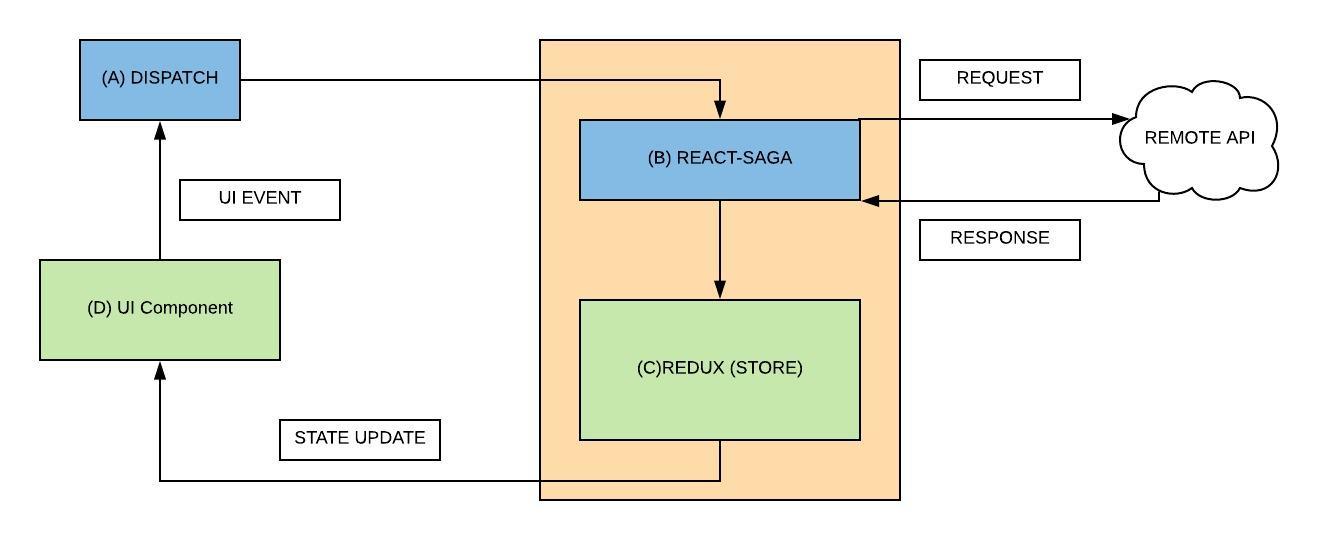 (A) DISPATCH
REQUEST
REMOTE API
(B) REACT-SAGA
UI EVENT
RESPONSE
(D) UI Component
(C)REDUX (STORE)
STATE UPDATE